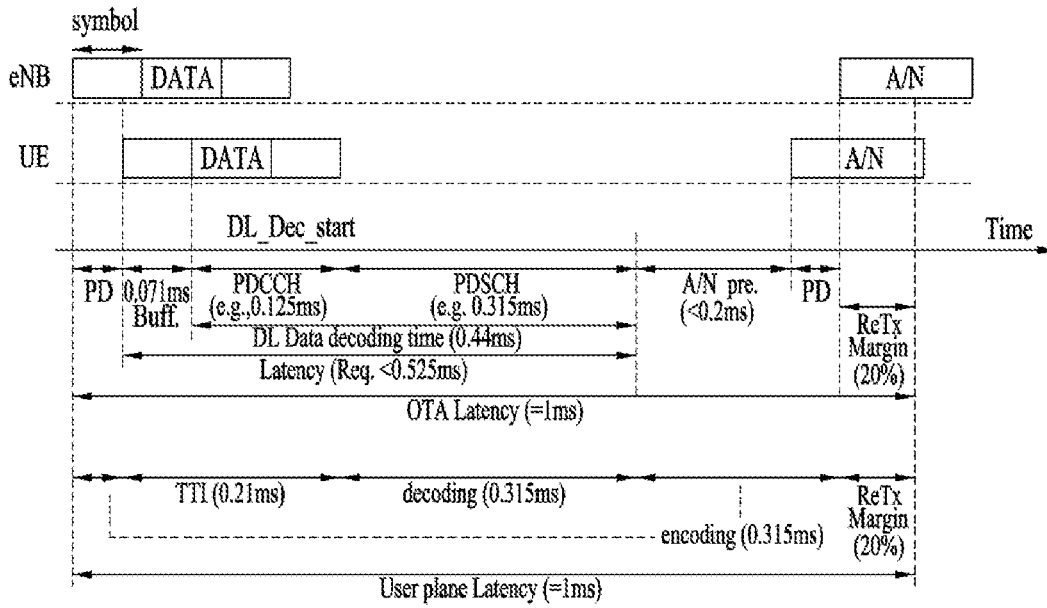 symbol
eNB DATA A/N
UE DATA A/N
DL_Dec_start Time
PD 0.071ms PDCCH PDSCH A/N pre. PD
Buff. (e.g.,0.125ms) (e.g. 0.315ms) (<0.2ms)
DL Data decoding time (0.44ms) ReTx
Latency (Req. <0.525ms) Margin
(20%)
OTA Latency (=1ms)
TTI (0.21ms) decoding (0.315ms) ReTx
Margin
encoding (0.315ms) (20%)
User plane Latency (=1ms)